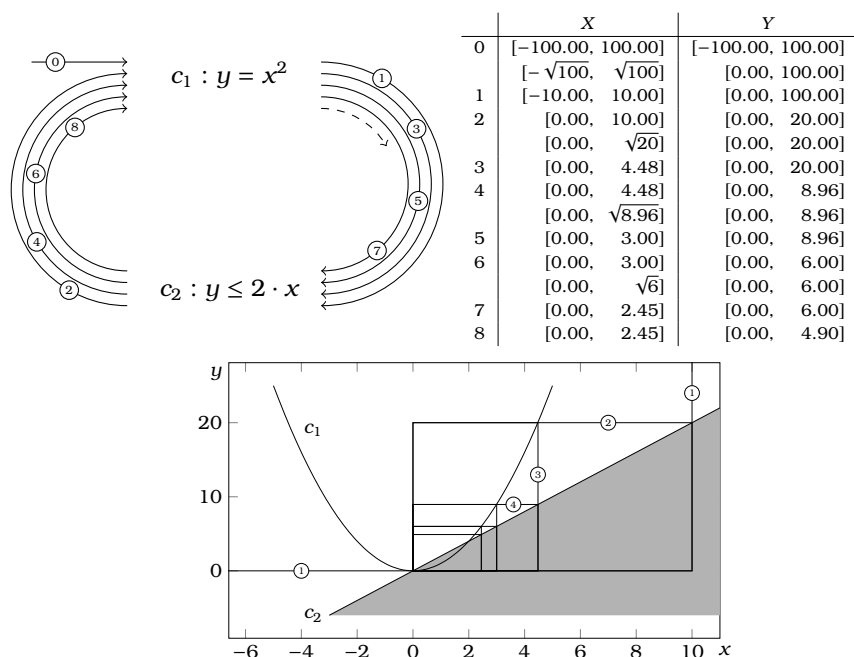 0
c₁ : y = x²
1
8
3
6
5
4
7
2
c₂ : y ≤ 2 · x
X Y
0 [−100.00, 100.00] [−100.00, 100.00]
[−√100, √100] [0.00, 100.00]
1 [−10.00, 10.00] [0.00, 100.00]
2 [0.00, 10.00] [0.00, 20.00]
[0.00, √20] [0.00, 20.00]
3 [0.00, 4.48] [0.00, 20.00]
4 [0.00, 4.48] [0.00, 8.96]
[0.00, √8.96] [0.00, 8.96]
5 [0.00, 3.00] [0.00, 8.96]
6 [0.00, 3.00] [0.00, 6.00]
[0.00, √6] [0.00, 6.00]
7 [0.00, 2.45] [0.00, 6.00]
8 [0.00, 2.45] [0.00, 4.90]
y
1
20
c₁
2
3
10
4
0
1
c₂
−6 −4 −2 0 2 4 6 8 10 x